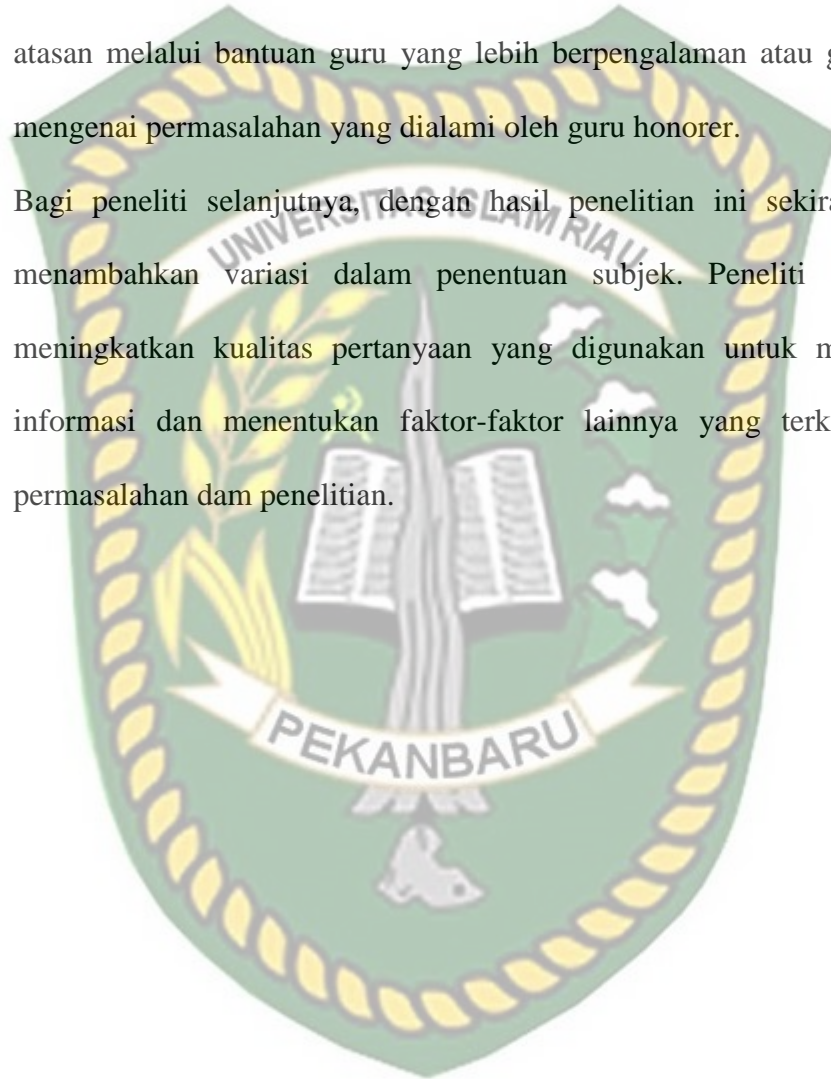 atasan melalui bantuan guru yang lebih berpengalaman atau
mengenai permasalahan yang dialami oleh guru honorer.
UNIVERSITAS ISLAM RIAU
Bagi peneliti selanjutnya, dengan hasil penelitian ini
menambahkan variasi dalam penentuan subjek. Peneliti
meningkatkan kualitas pertanyaan yang digunakan untuk
informasi dan menentukan faktor-faktor lainnya yang
permasalahan dam penelitian.
PEKANBARU